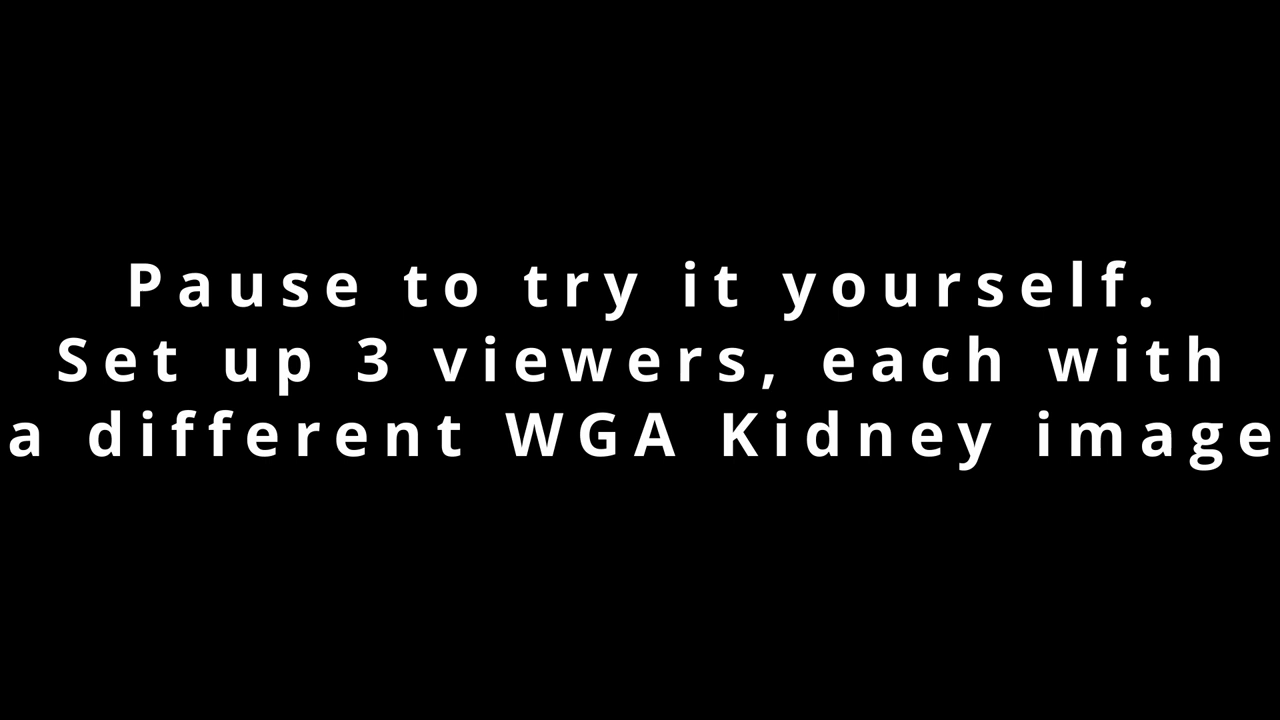 Pause to try it yourself.
Set up 3 viewers, each with
a different WGA Kidney image